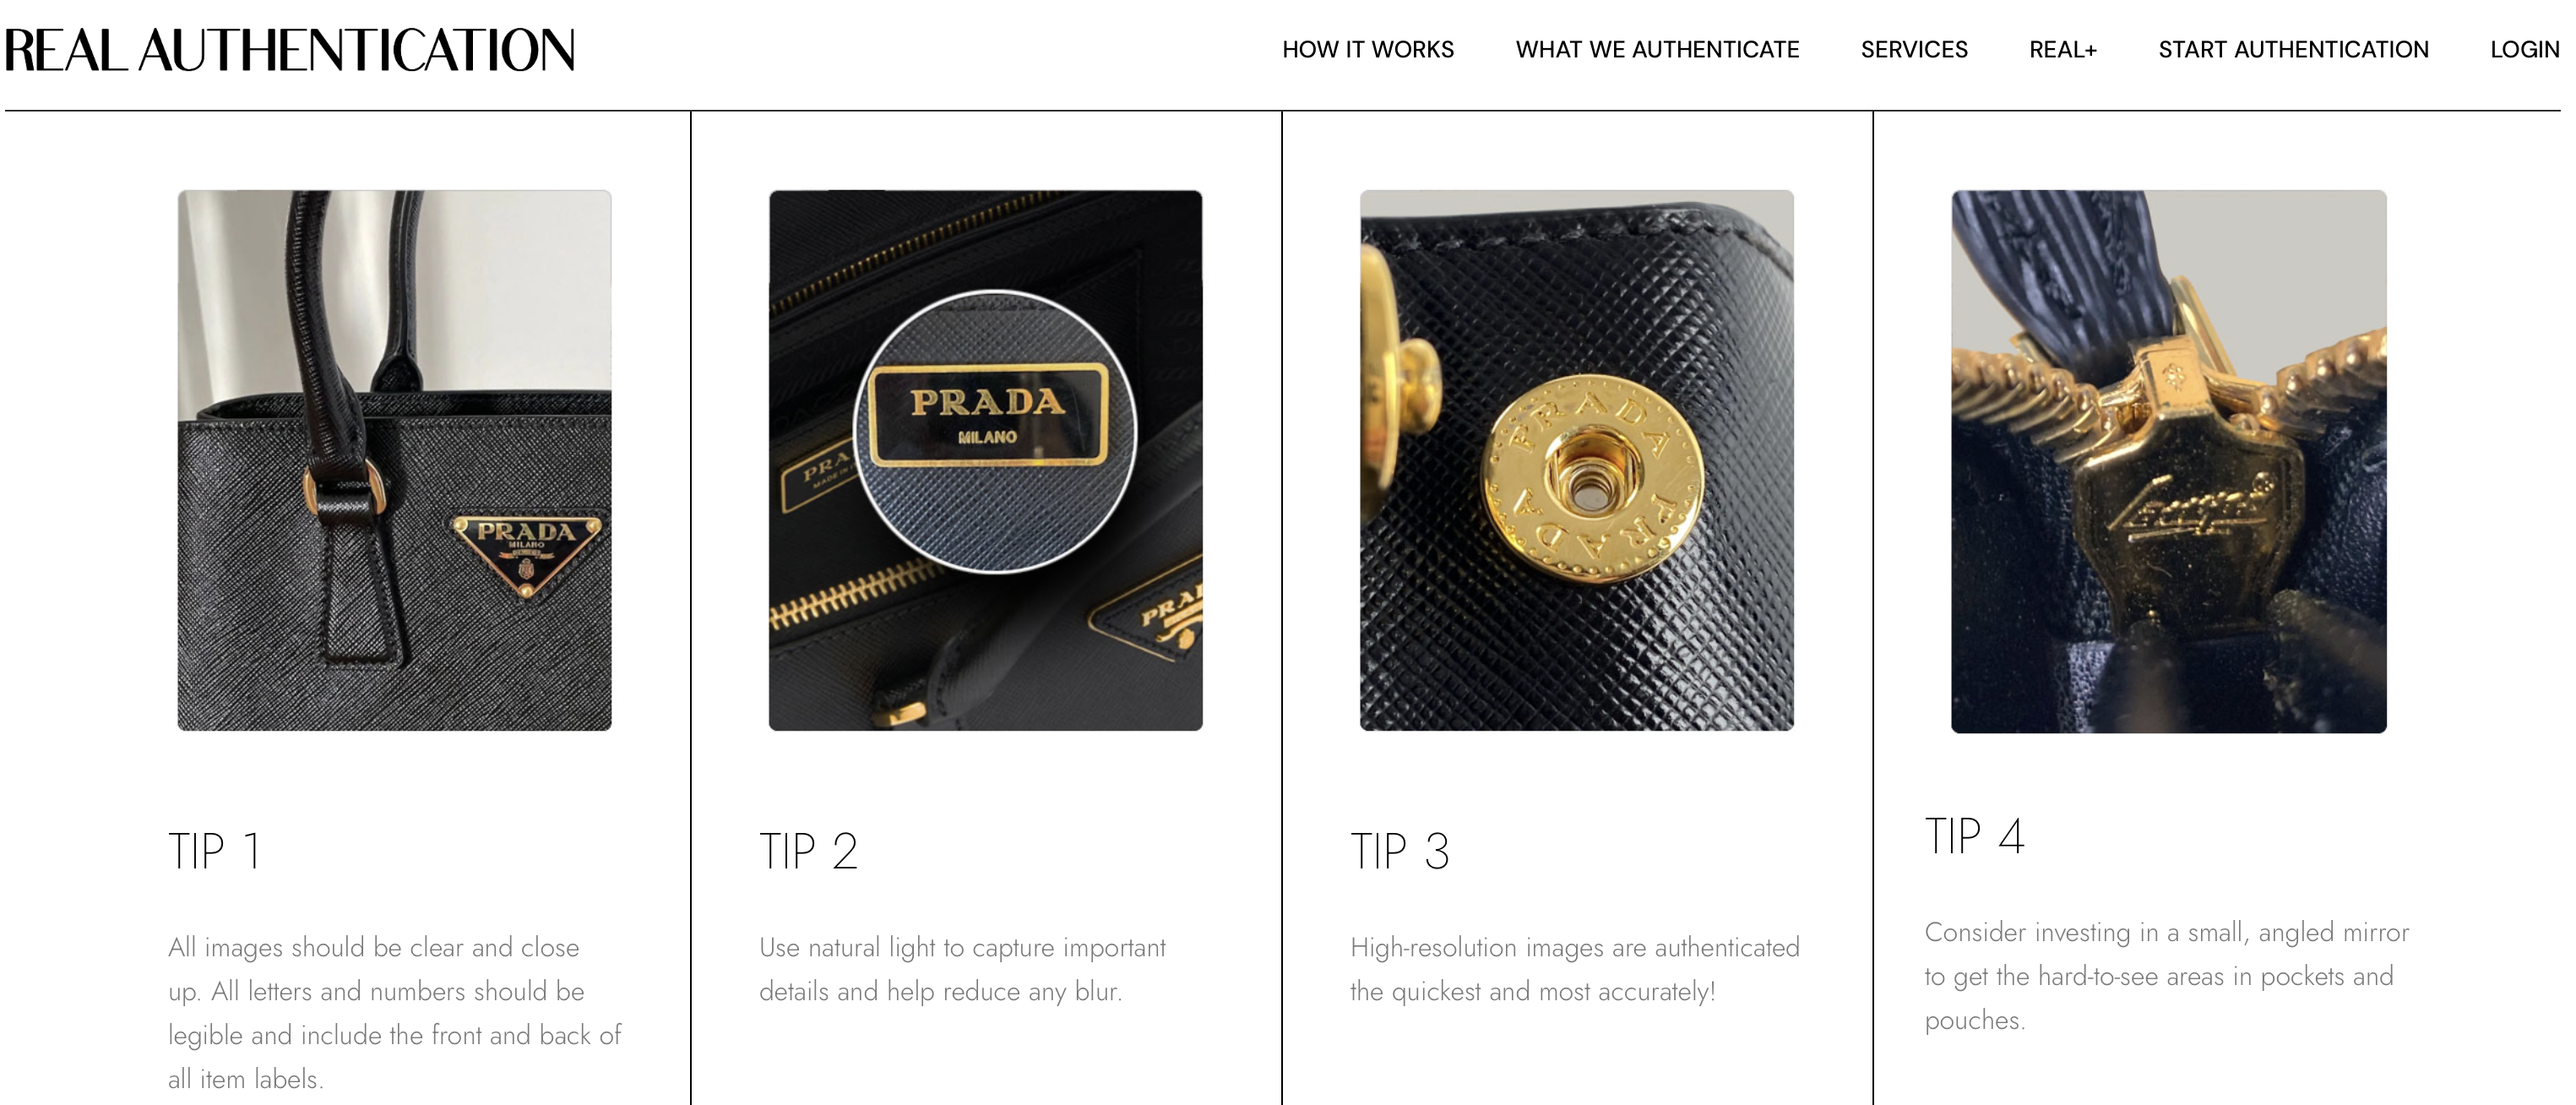 REAL AUTHENTICATION
HOW IT WORKS
WHAT WE AUTHENTICATE
SERVICES
REAL+
START AUTHENTICATION
LOGIN
PRADA
MILANO
PRADA
MILANO
PRA
MADE IN
PRA
PRADA
PRADA
TIP 1
All images should be clear and close
up. All letters and numbers should be
legible and include the front and back of
all item labels.
TIP 2
Use natural light to capture important
details and help reduce any blur.
TIP 3
High-resolution images are authenticated
the quickest and most accurately!
TIP 4
Consider investing in a small, angled mirror
to get the hard-to-see areas in pockets and
pouches.